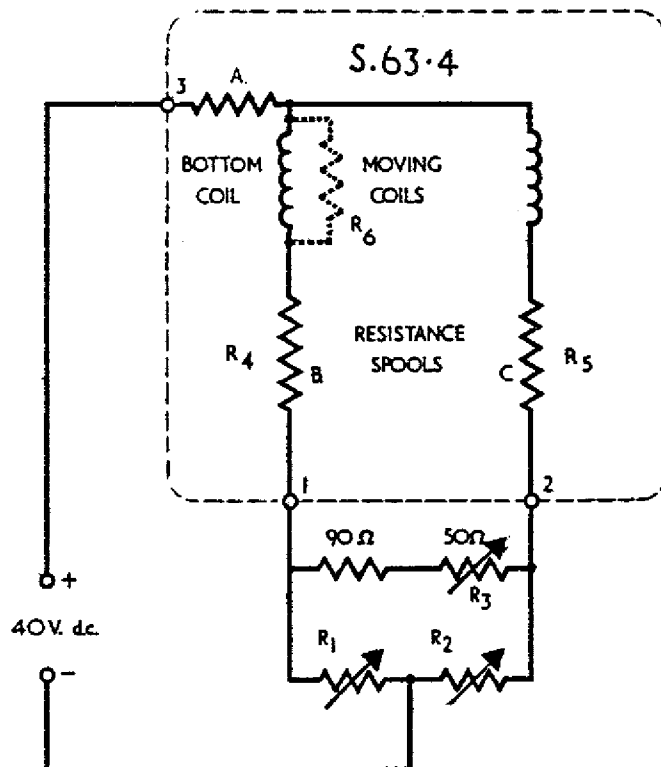 S.63·4
3
A.
BOTTOM
COIL
MOVING
COILS
R6
R4
B.
RESISTANCE
SPOOLS
C
R5
1
2
90 Ω
50Ω
R3
+
40V. d.c.
−
R1
R2